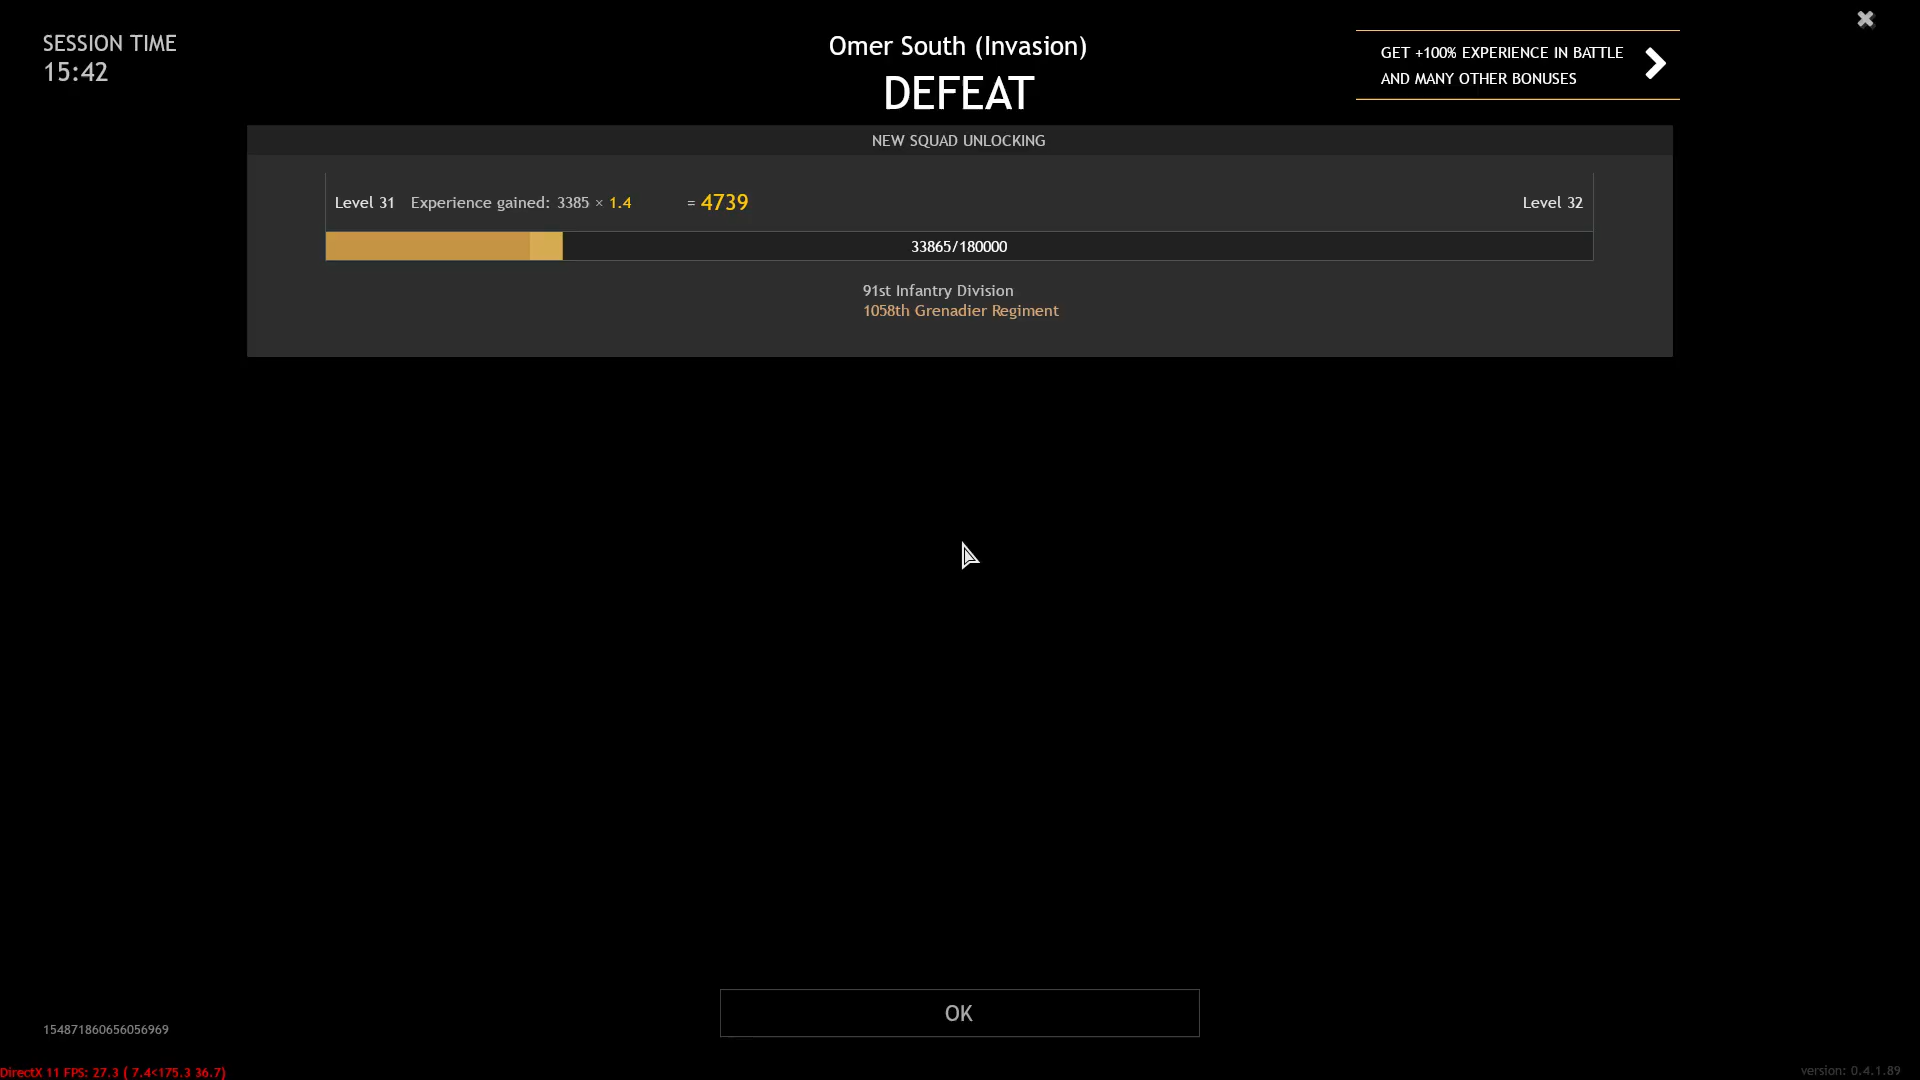 SESSION TIME
15:42
Omer South (Invasion)
DEFEAT
GET +100% EXPERIENCE IN BATTLE
AND MANY OTHER BONUSES
NEW SQUAD UNLOCKING
Level 31 Experience gained: 3385 × 1.4 = 4739 Level 32
33865/180000
91st Infantry Division
1058th Grenadier Regiment
OK
154871860656056969
DirectX 11 FPS: 27.3 ( 7.4<175.3 36.7)
version: 0.4.1.89